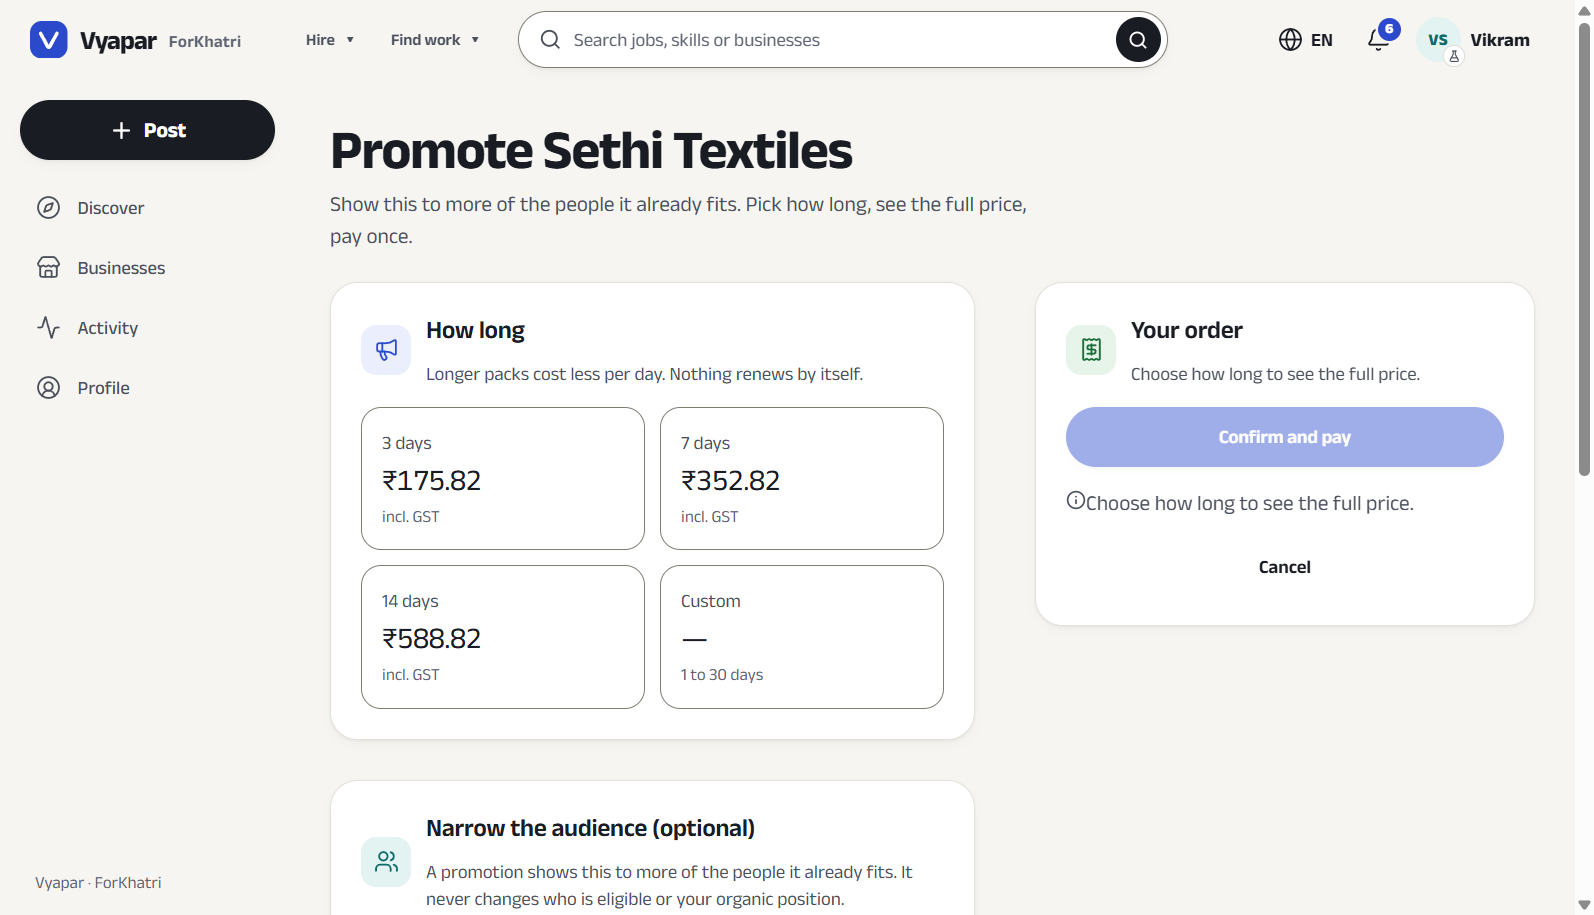 Vyapar ForKhatri
Hire
Find work
Search jobs, skills or businesses
EN
6
VS
Vikram
Post
Discover
Businesses
Activity
Profile
Vyapar · ForKhatri
Promote Sethi Textiles
Show this to more of the people it already fits. Pick how long, see the full price,
pay once.
How long
Longer packs cost less per day. Nothing renews by itself.
3 days
₹175.82
incl. GST
7 days
₹352.82
incl. GST
14 days
₹588.82
incl. GST
Custom
—
1 to 30 days
Your order
Choose how long to see the full price.
Confirm and pay
Choose how long to see the full price.
Cancel
Narrow the audience (optional)
A promotion shows this to more of the people it already fits. It
never changes who is eligible or your organic position.